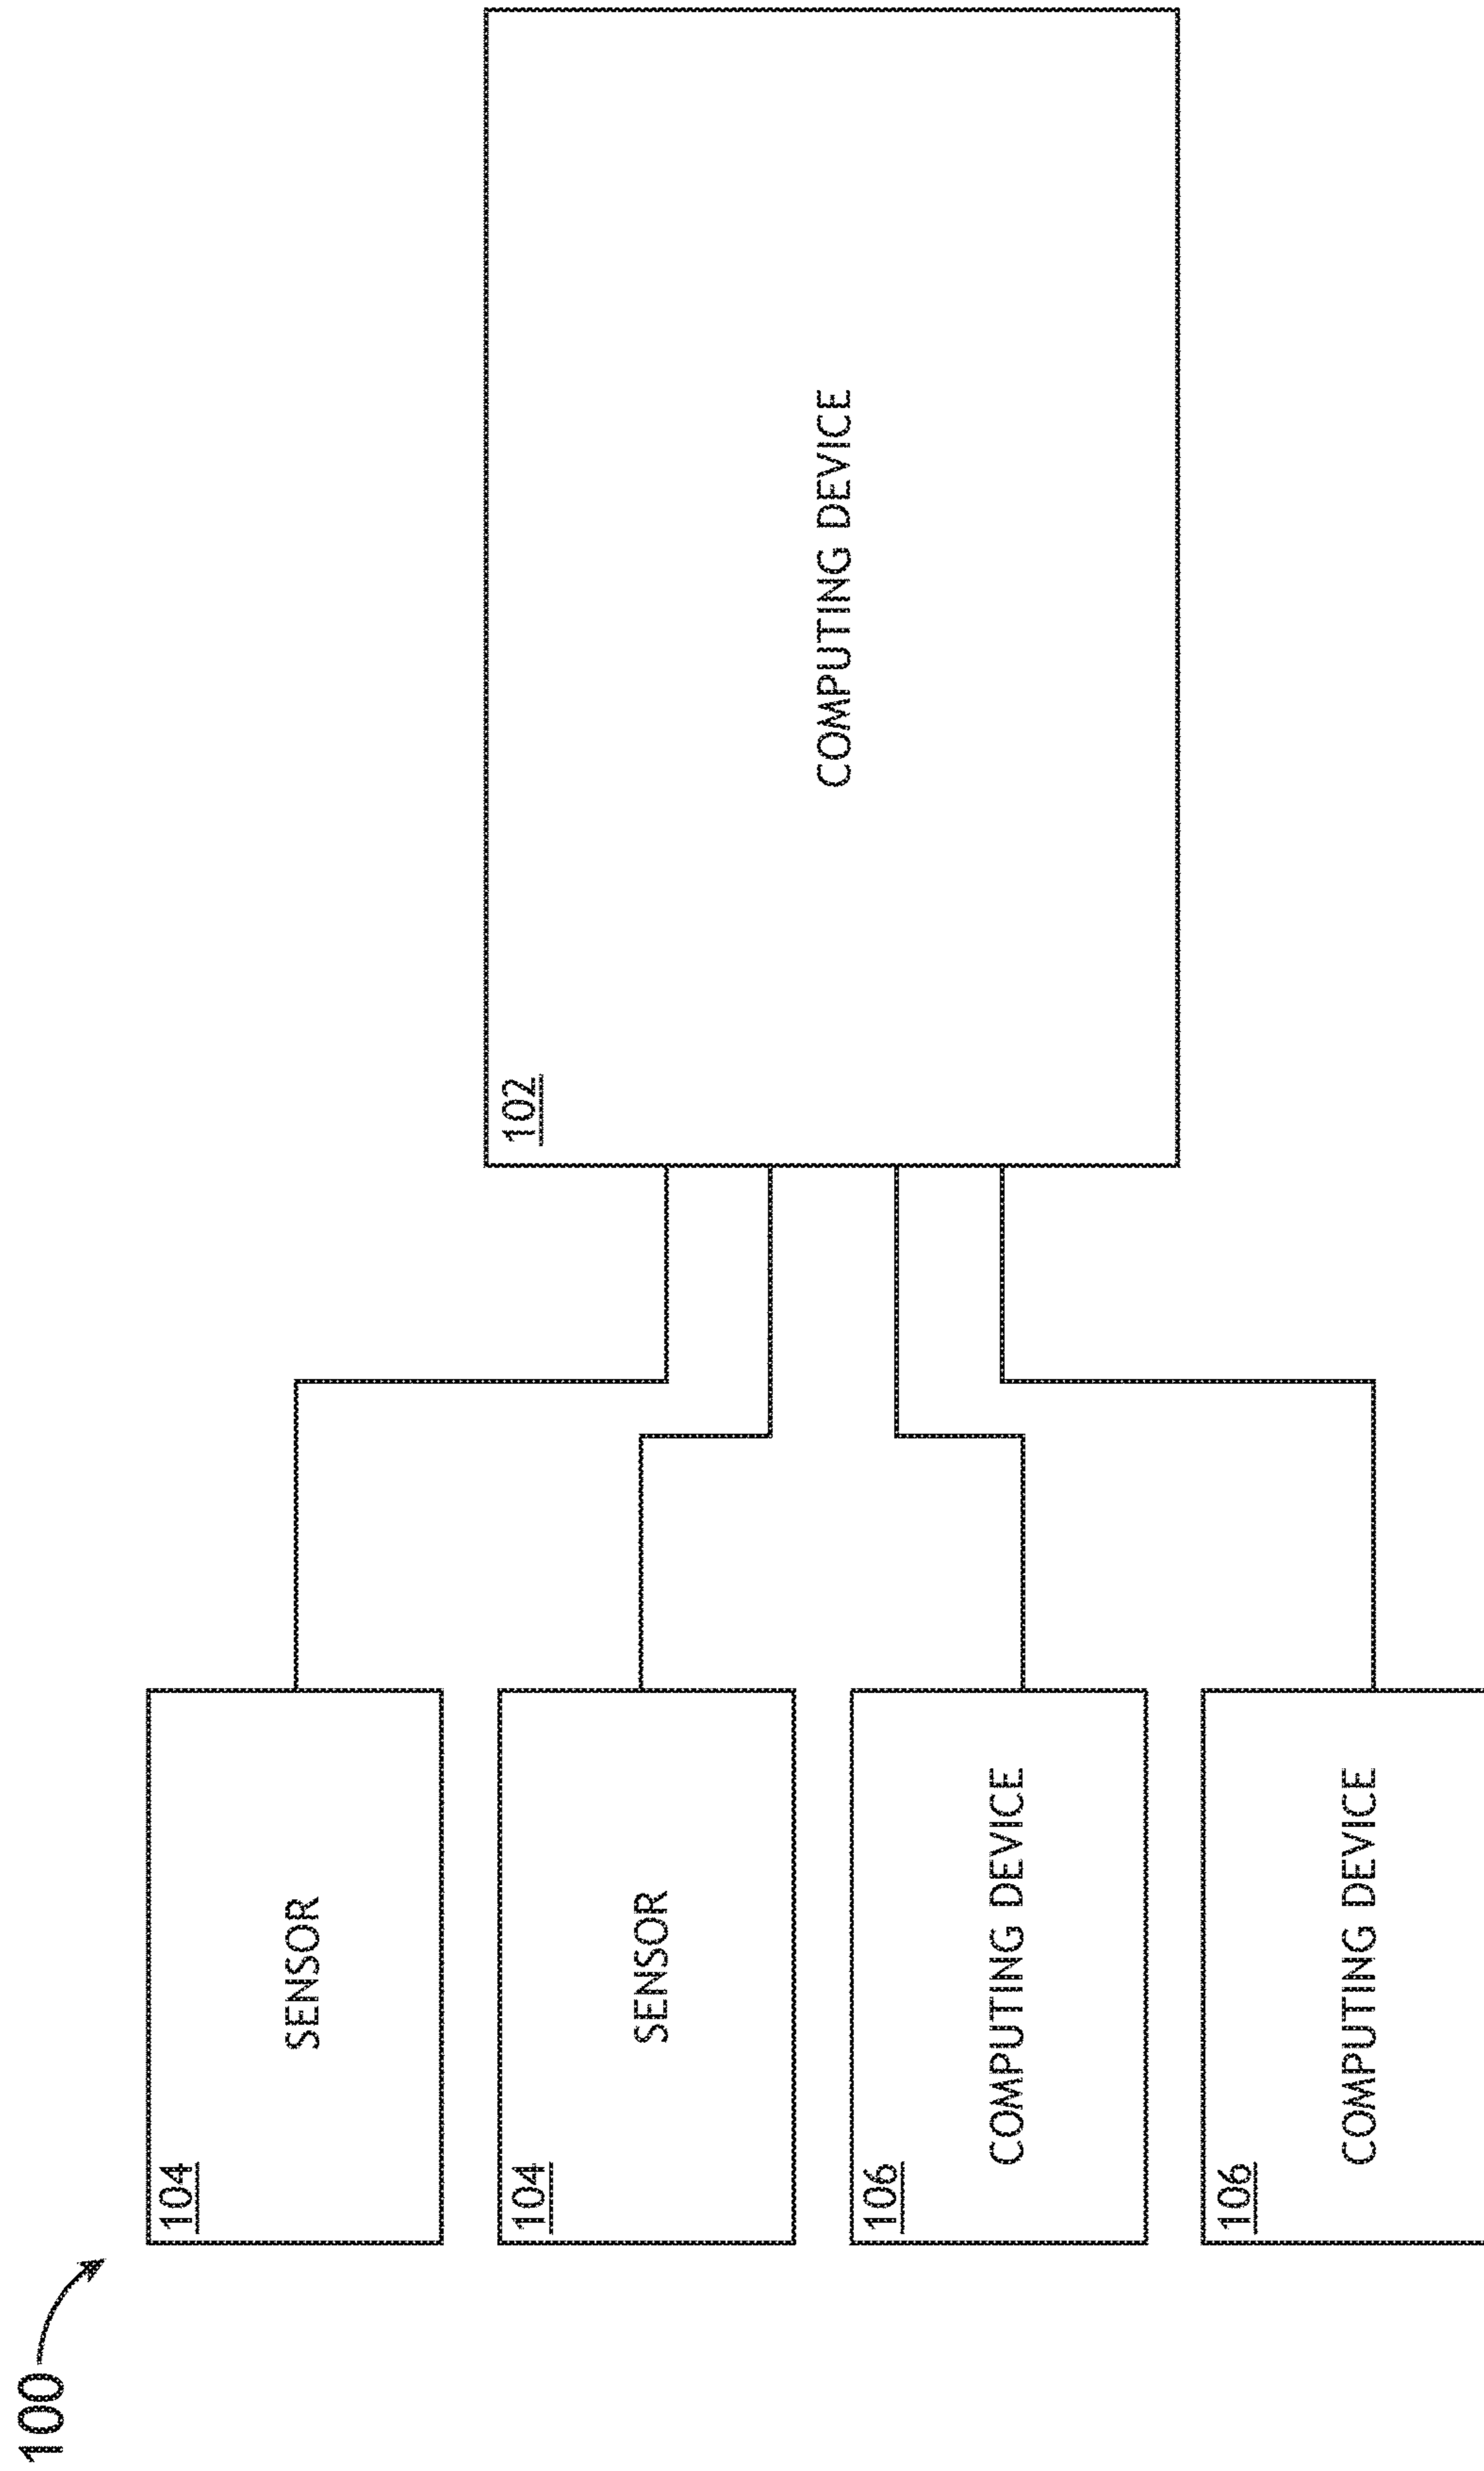 100
104
SENSOR
104
SENSOR
106
COMPUTING DEVICE
106
COMPUTING DEVICE
102
COMPUTING DEVICE